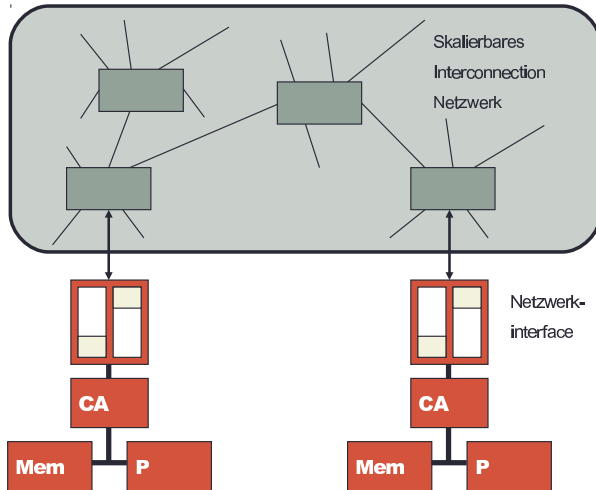 Skalierbares
Interconnection
Netzwerk
Netzwerk-
interface
CA
CA
Mem
P
Mem
P